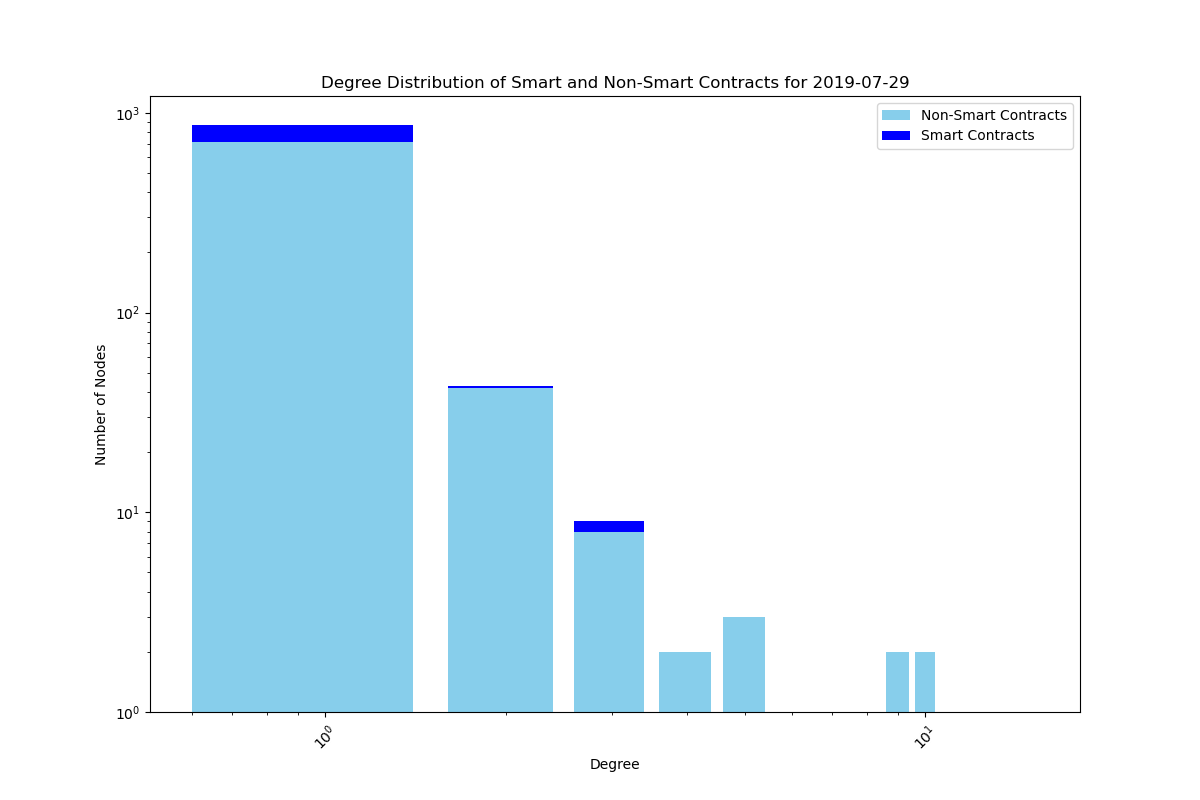 Degree Distribution of Smart and Non-Smart Contracts for 2019-07-29
Non-Smart Contracts
Smart Contracts
Number of Nodes
10³
10²
10¹
10⁰
10⁰
10¹
Degree